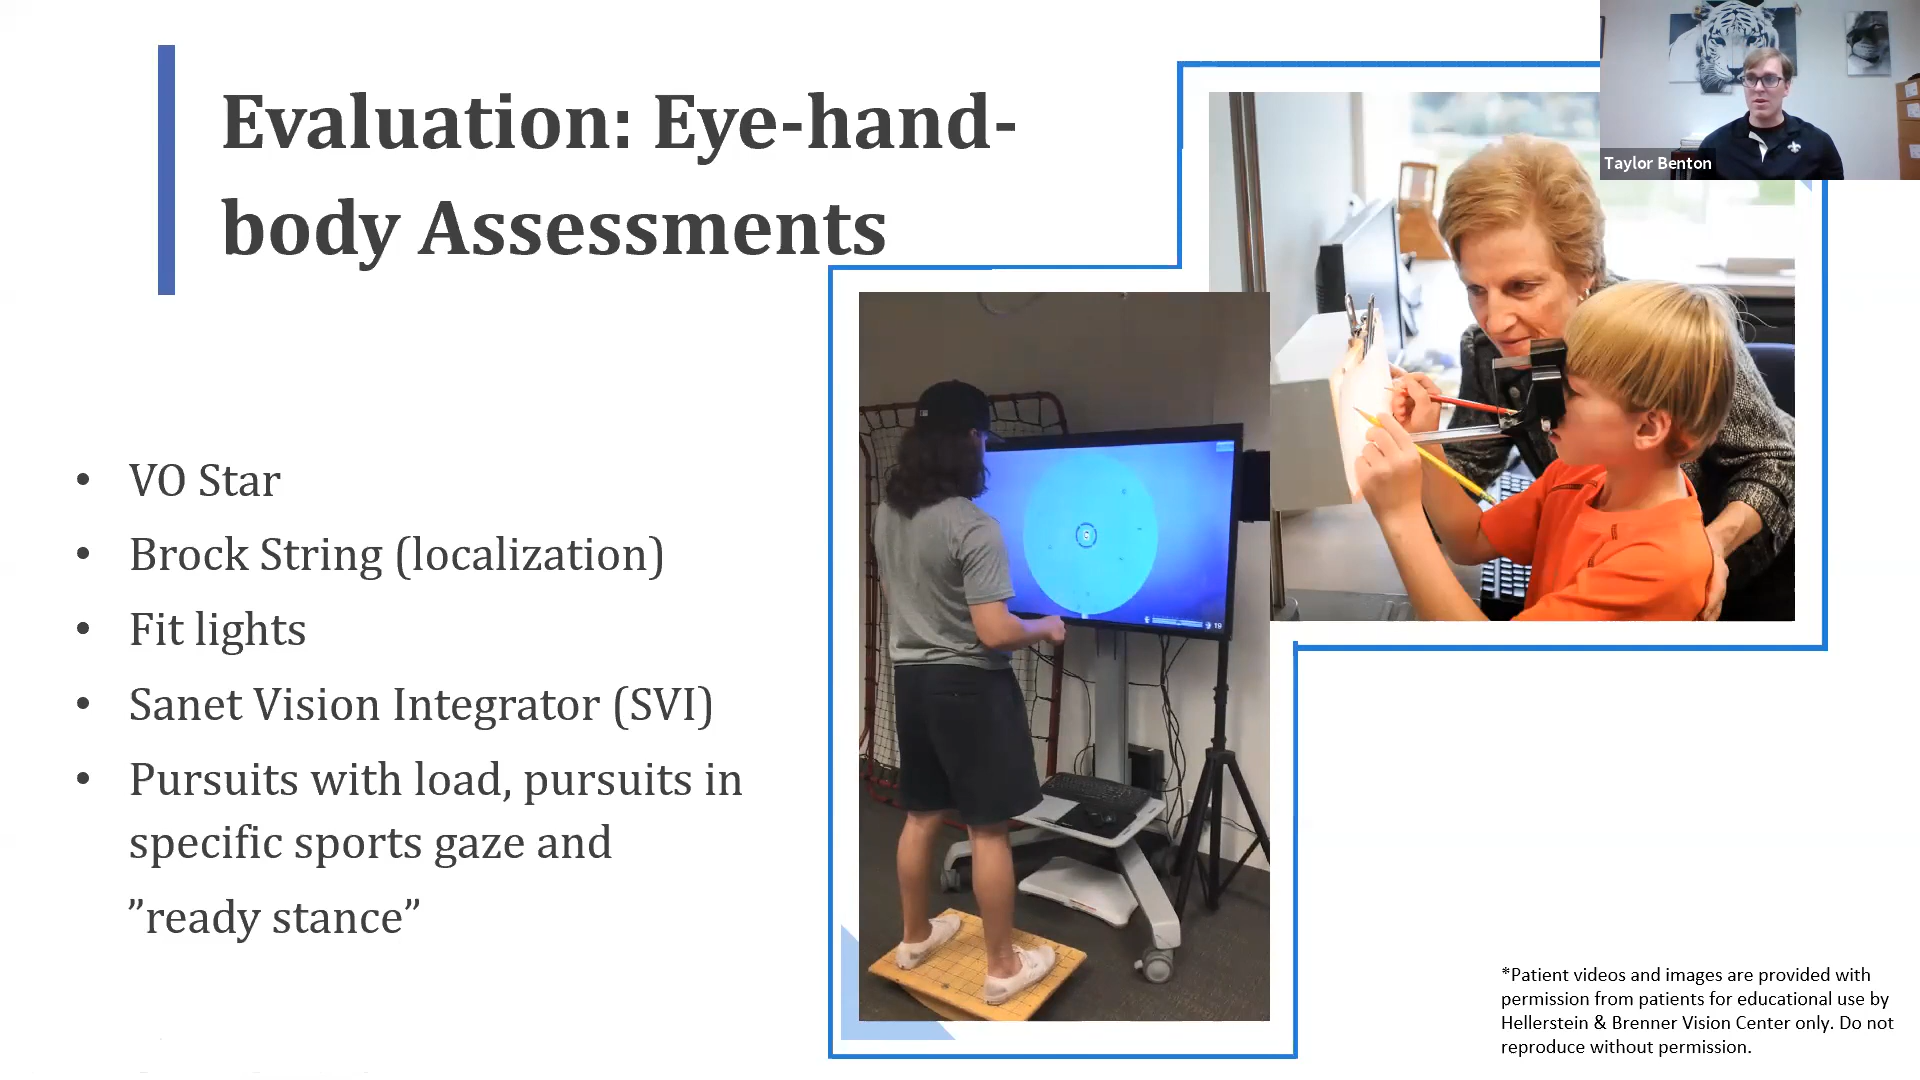 Evaluation: Eye-hand-
body Assessments
Taylor Benton
• VO Star
• Brock String (localization)
• Fit lights
• Sanet Vision Integrator (SVI)
• Pursuits with load, pursuits in
specific sports gaze and
”ready stance”
19
*Patient videos and images are provided with
permission from patients for educational use by
Hellerstein & Brenner Vision Center only. Do not
reproduce without permission.